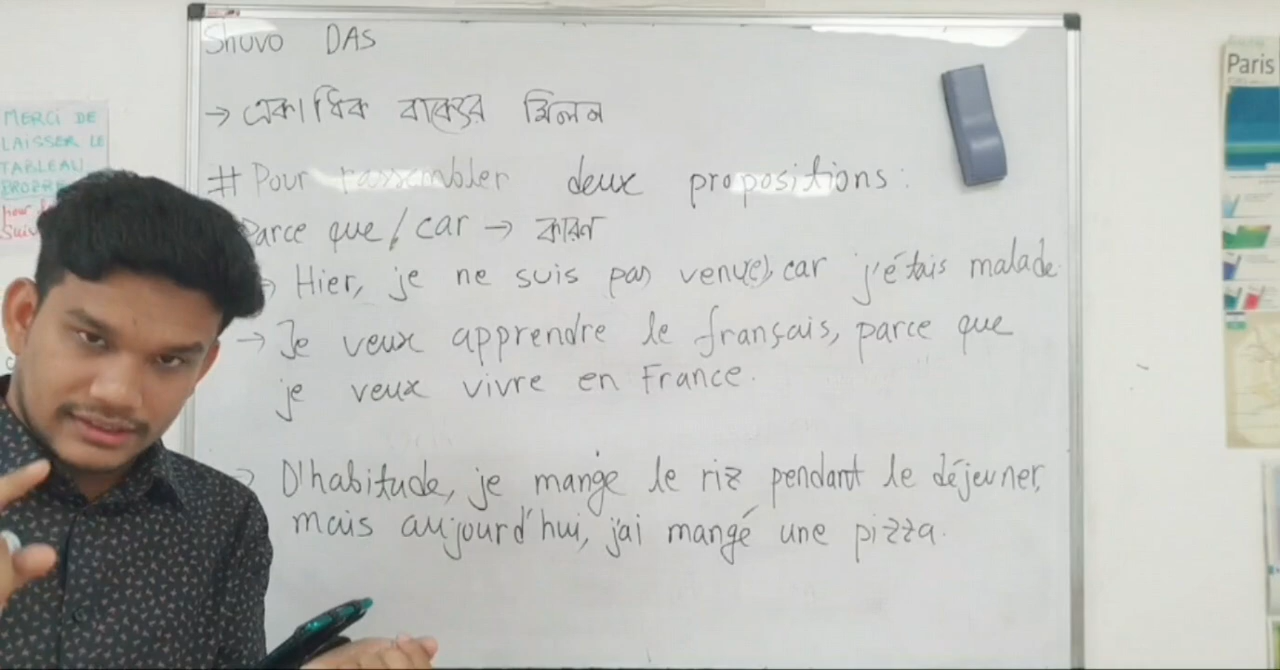 Shuvo DAS
→ একাধিক বাক্যের মিলন
# Pour rassembler deux propositions:
Parce que / car → কারণ
→ Hier, je ne suis pas venu(e), car j'étais malade.
→ Je veux apprendre le français, parce que
je veux vivre en France.
D'habitude, je mange le riz pendant le déjeuner,
mais aujourd'hui, j'ai mangé une pizza.
MERCI DE
LAISSER LE
TABLEAU
PROPRE
pour
Paris